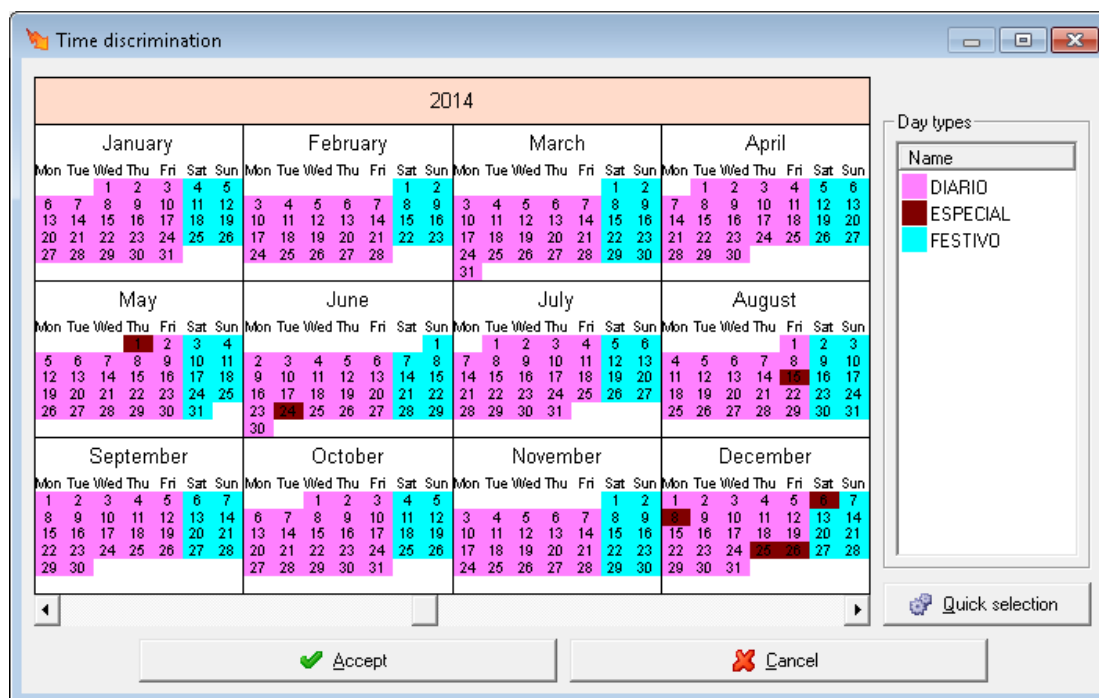 Time discrimination
2014
January February March April
Mon Tue Wed Thu Fri Sat Sun Mon Tue Wed Thu Fri Sat Sun Mon Tue Wed Thu Fri Sat Sun Mon Tue Wed Thu Fri Sat Sun
1 2 3 4 5 1 2 1 2 1 2 3 4 5 6
6 7 8 9 10 11 12 3 4 5 6 7 8 9 3 4 5 6 7 8 9 7 8 9 10 11 12 13
13 14 15 16 17 18 19 10 11 12 13 14 15 16 10 11 12 13 14 15 16 14 15 16 17 18 19 20
20 21 22 23 24 25 26 17 18 19 20 21 22 23 17 18 19 20 21 22 23 21 22 23 24 25 26 27
27 28 29 30 31 24 25 26 27 28 24 25 26 27 28 29 30 28 29 30
31
May June July August
Mon Tue Wed Thu Fri Sat Sun Mon Tue Wed Thu Fri Sat Sun Mon Tue Wed Thu Fri Sat Sun Mon Tue Wed Thu Fri Sat Sun
1 2 3 4 1 1 2 3 4 5 6 1 2 3
5 6 7 8 9 10 11 2 3 4 5 6 7 8 7 8 9 10 11 12 13 4 5 6 7 8 9 10
12 13 14 15 16 17 18 9 10 11 12 13 14 15 14 15 16 17 18 19 20 11 12 13 14 15 16 17
19 20 21 22 23 24 25 16 17 18 19 20 21 22 21 22 23 24 25 26 27 18 19 20 21 22 23 24
26 27 28 29 30 31 23 24 25 26 27 28 29 28 29 30 31 25 26 27 28 29 30 31
30
September October November December
Mon Tue Wed Thu Fri Sat Sun Mon Tue Wed Thu Fri Sat Sun Mon Tue Wed Thu Fri Sat Sun Mon Tue Wed Thu Fri Sat Sun
1 2 3 4 5 6 7 1 2 3 4 5 1 2 1 2 3 4 5 6 7
8 9 10 11 12 13 14 6 7 8 9 10 11 12 3 4 5 6 7 8 9 8 9 10 11 12 13 14
15 16 17 18 19 20 21 13 14 15 16 17 18 19 10 11 12 13 14 15 16 15 16 17 18 19 20 21
22 23 24 25 26 27 28 20 21 22 23 24 25 26 17 18 19 20 21 22 23 22 23 24 25 26 27 28
29 30 27 28 29 30 31 24 25 26 27 28 29 30 29 30 31
Day types
Name
DIARIO
ESPECIAL
FESTIVO
Quick selection
Accept
Cancel